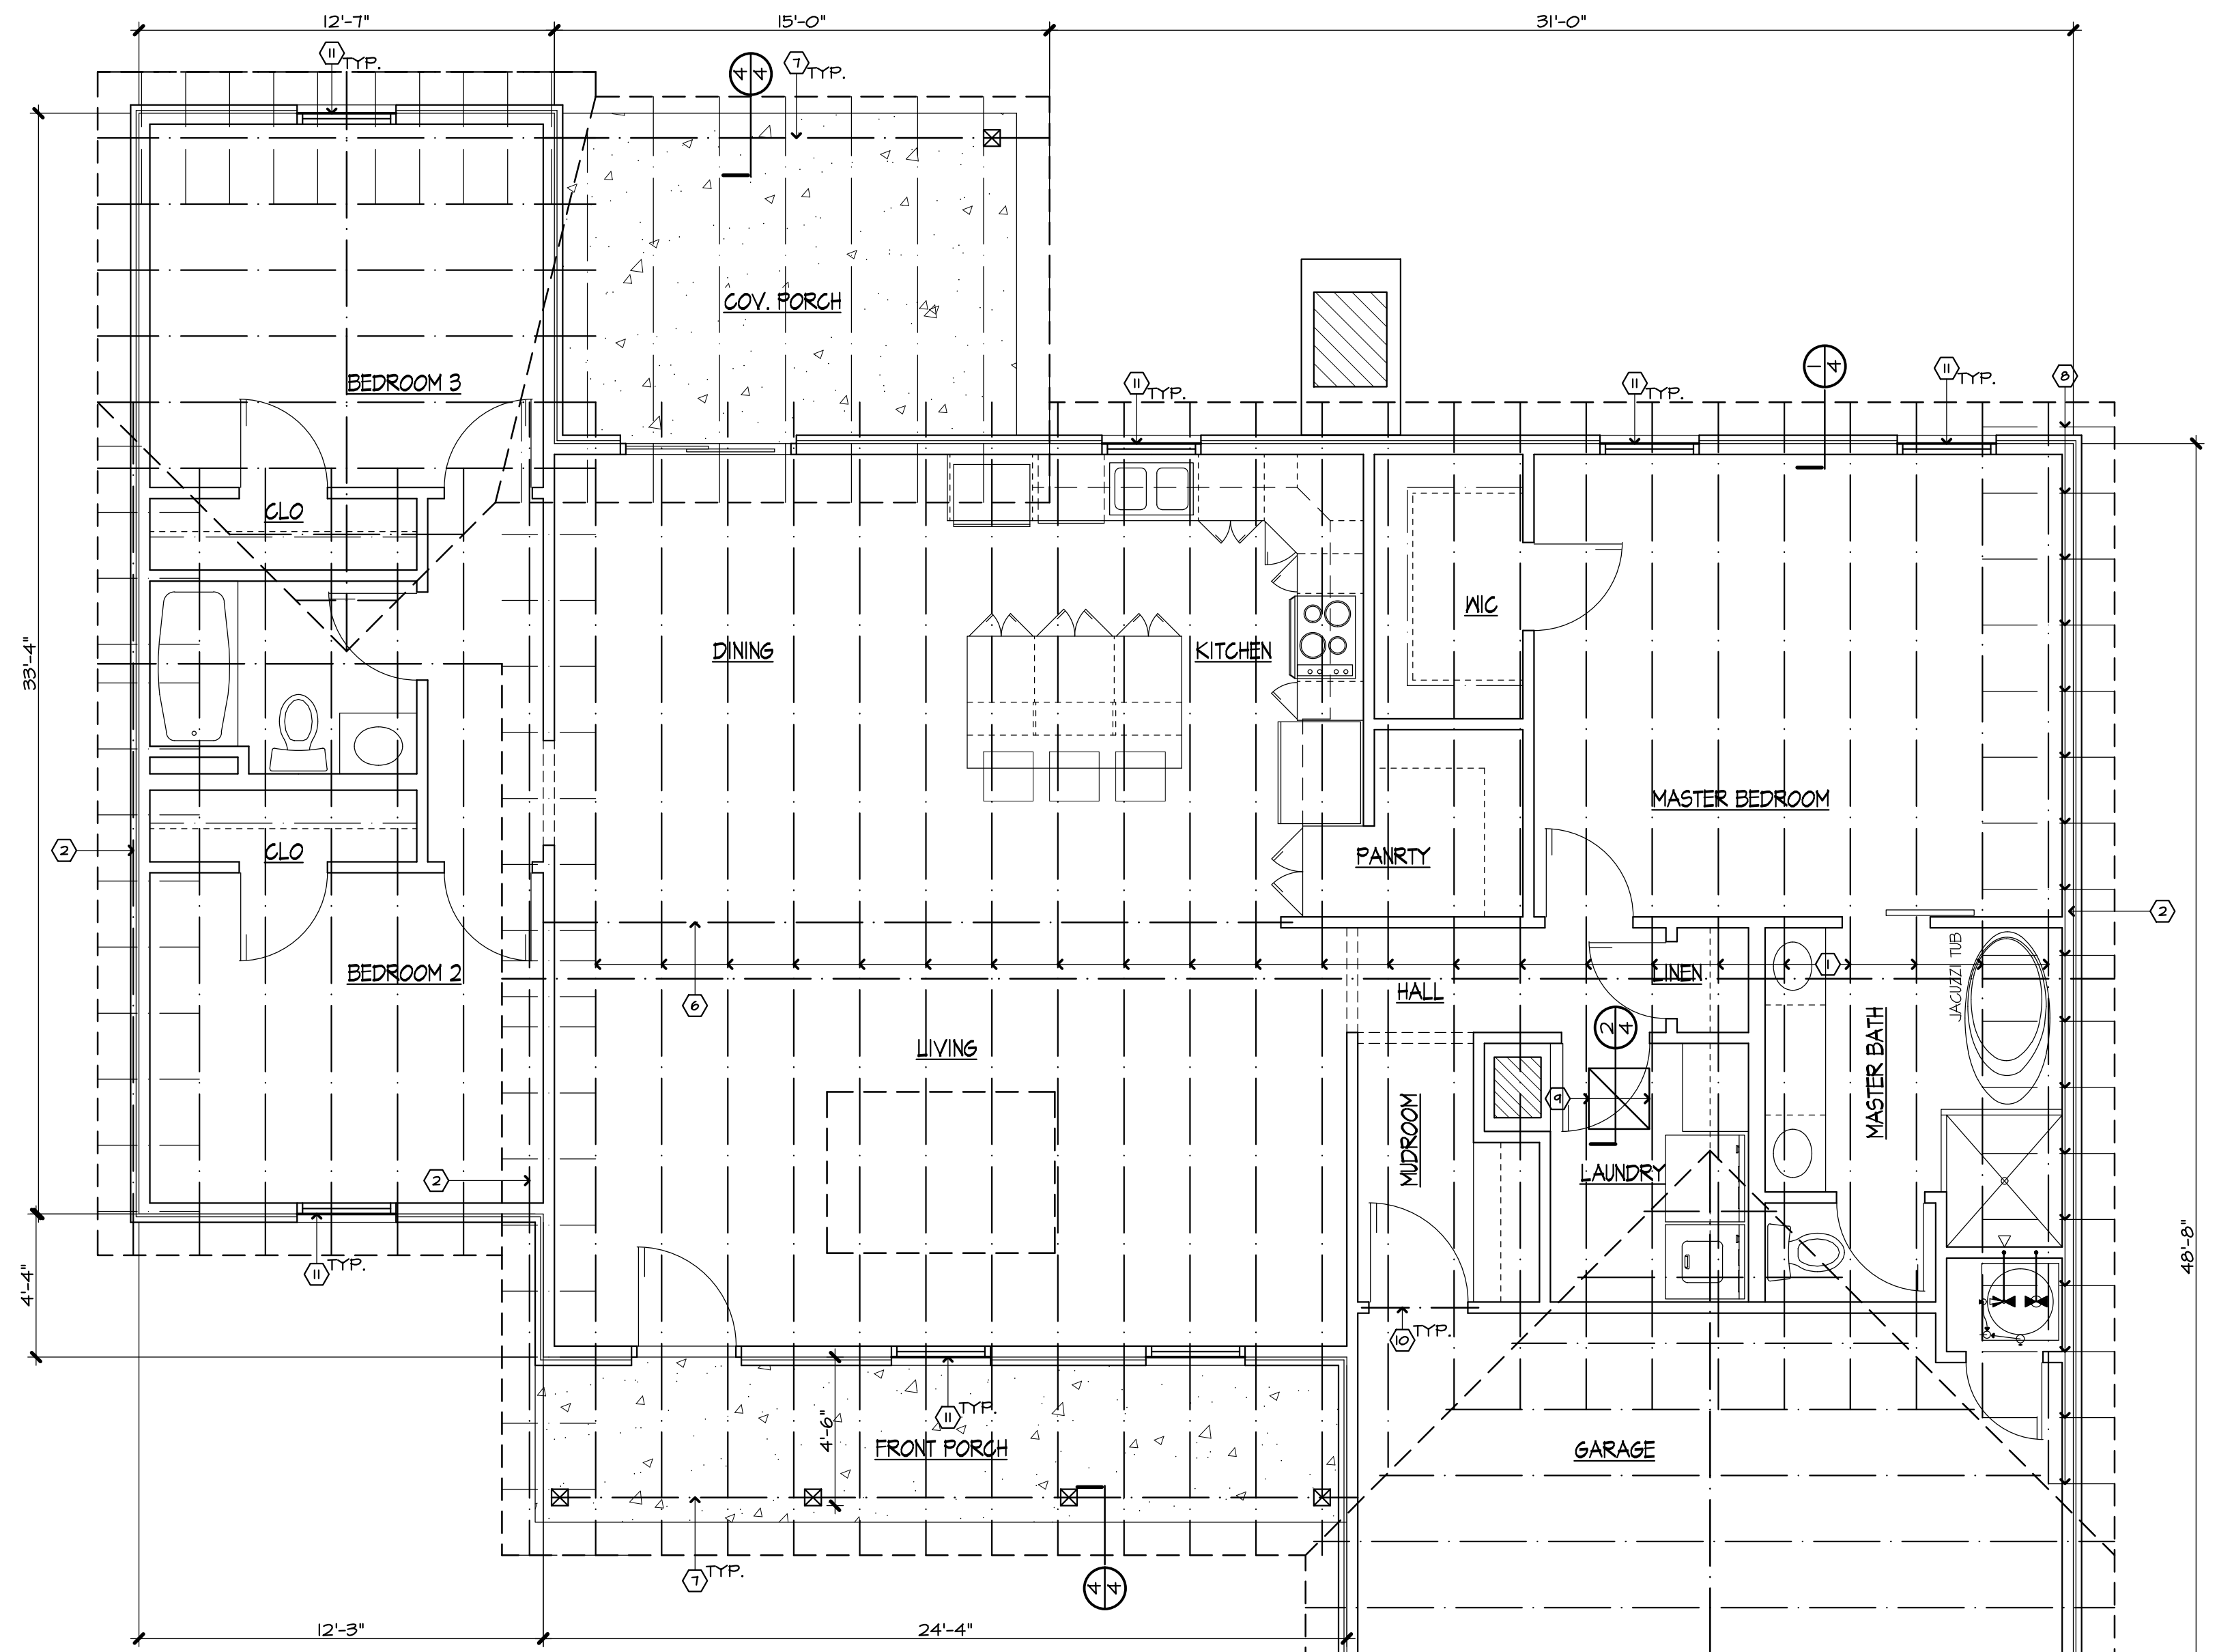 12'-7"
15'-0"
31'-0"
11 TYP.
4 4
7 TYP.
COV. PORCH
BEDROOM 3
11 TYP.
11 TYP.
1 4
11 TYP.
8
CLO
WIC
DINING
KITCHEN
33'-4"
MASTER BEDROOM
2
CLO
PANRTY
2
BEDROOM 2
6
1
LINEN
HALL
JACUZZI TUB
2 4
LIVING
MASTER BATH
9
MUDROOM
LAUNDRY
2
48'-8"
11 TYP.
4'-4"
10 TYP.
11 TYP.
4'-6"
FRONT PORCH
GARAGE
7 TYP.
4 4
12'-3"
24'-4"